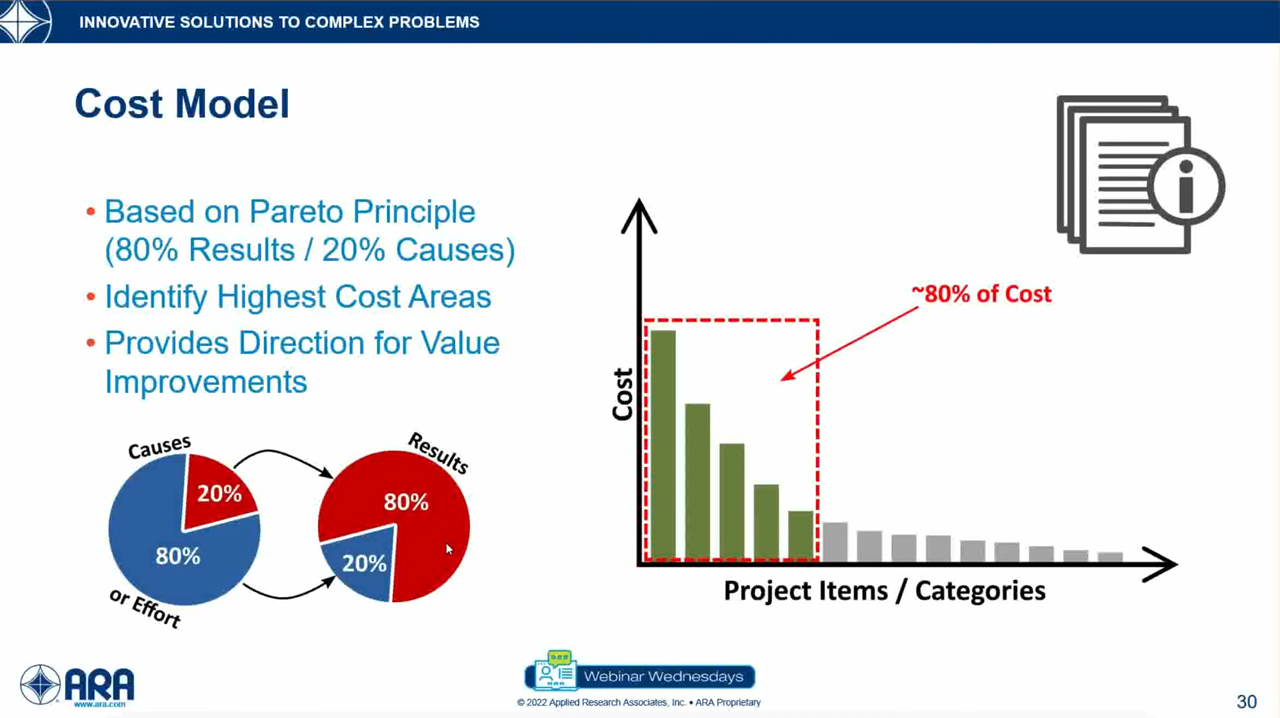 INNOVATIVE SOLUTIONS TO COMPLEX PROBLEMS
Cost Model
• Based on Pareto Principle
(80% Results / 20% Causes)
• Identify Highest Cost Areas
• Provides Direction for Value
Improvements
Causes
20%
80%
or Effort
Results
80%
20%
~80% of Cost
Cost
Project Items / Categories
ARA
www.ara.com
Webinar Wednesdays
© 2022 Applied Research Associates, Inc. • ARA Proprietary
30